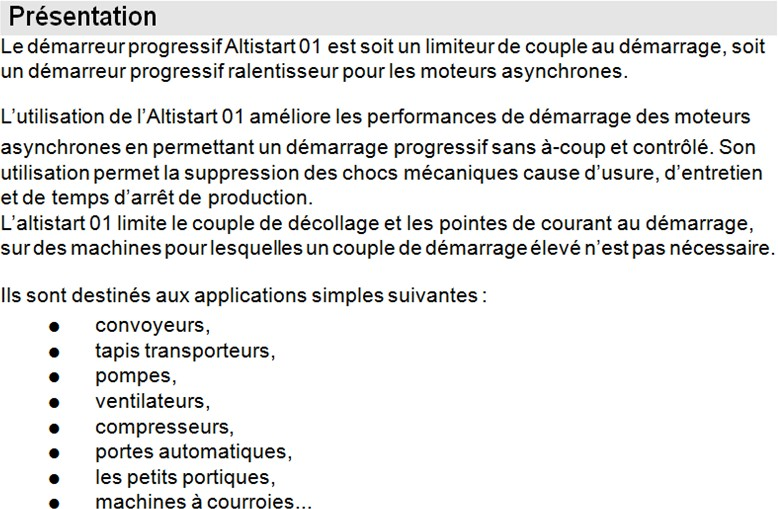 Présentation
Le démarreur progressif Altistart 01 est soit un limiteur de couple au démarrage, soit
un démarreur progressif ralentisseur pour les moteurs asynchrones.
L’utilisation de l’Altistart 01 améliore les performances de démarrage des moteurs
asynchrones en permettant un démarrage progressif sans à-coup et contrôlé. Son
utilisation permet la suppression des chocs mécaniques cause d’usure, d’entretien
et de temps d’arrêt de production.
L’altistart 01 limite le couple de décollage et les pointes de courant au démarrage,
sur des machines pour lesquelles un couple de démarrage élevé n’est pas nécessaire.
Ils sont destinés aux applications simples suivantes :
● convoyeurs,
● tapis transporteurs,
● pompes,
● ventilateurs,
● compresseurs,
● portes automatiques,
● les petits portiques,
● machines à courroies...